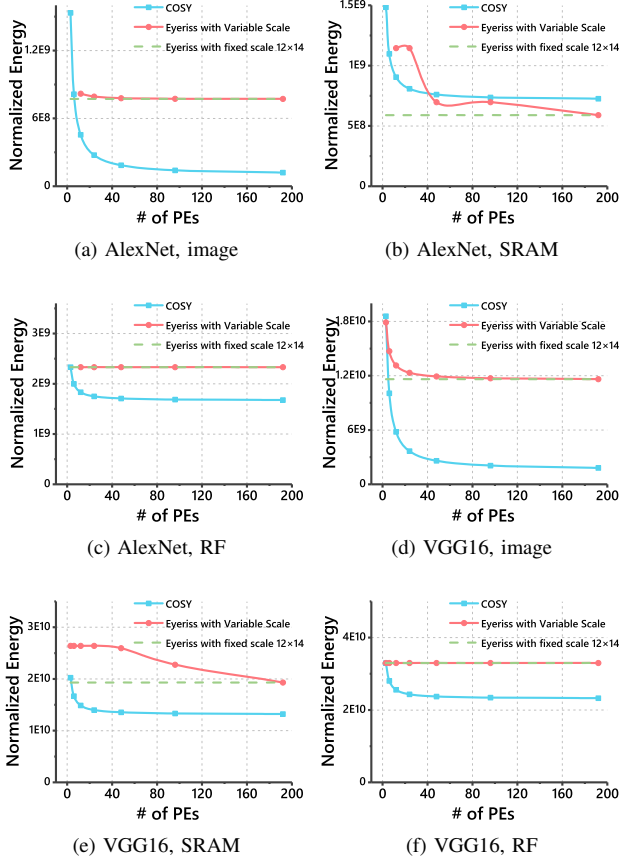 COSY
Eyeriss with Variable Scale
Eyeriss with fixed scale 12×14
Normalized Energy
1.2E9
6E8
0
0 40 80 120 160 200
# of PEs
(a) AlexNet, image
COSY
Eyeriss with Variable Scale
Eyeriss with fixed scale 12×14
Normalized Energy
1.5E9
1E9
5E8
0
0 40 80 120 160 200
# of PEs
(b) AlexNet, SRAM
COSY
Eyeriss with Variable Scale
Eyeriss with fixed scale 12×14
Normalized Energy
3E9
2E9
1E9
0
0 40 80 120 160 200
# of PEs
(c) AlexNet, RF
COSY
Eyeriss with Variable Scale
Eyeriss with fixed scale 12×14
Normalized Energy
1.8E10
1.2E10
6E9
0
0 40 80 120 160 200
# of PEs
(d) VGG16, image
COSY
Eyeriss with Variable Scale
Eyeriss with fixed scale 12×14
Normalized Energy
3E10
2E10
1E10
0
0 40 80 120 160 200
# of PEs
(e) VGG16, SRAM
COSY
Eyeriss with Variable Scale
Eyeriss with fixed scale 12×14
Normalized Energy
4E10
2E10
0
0 40 80 120 160 200
# of PEs
(f) VGG16, RF